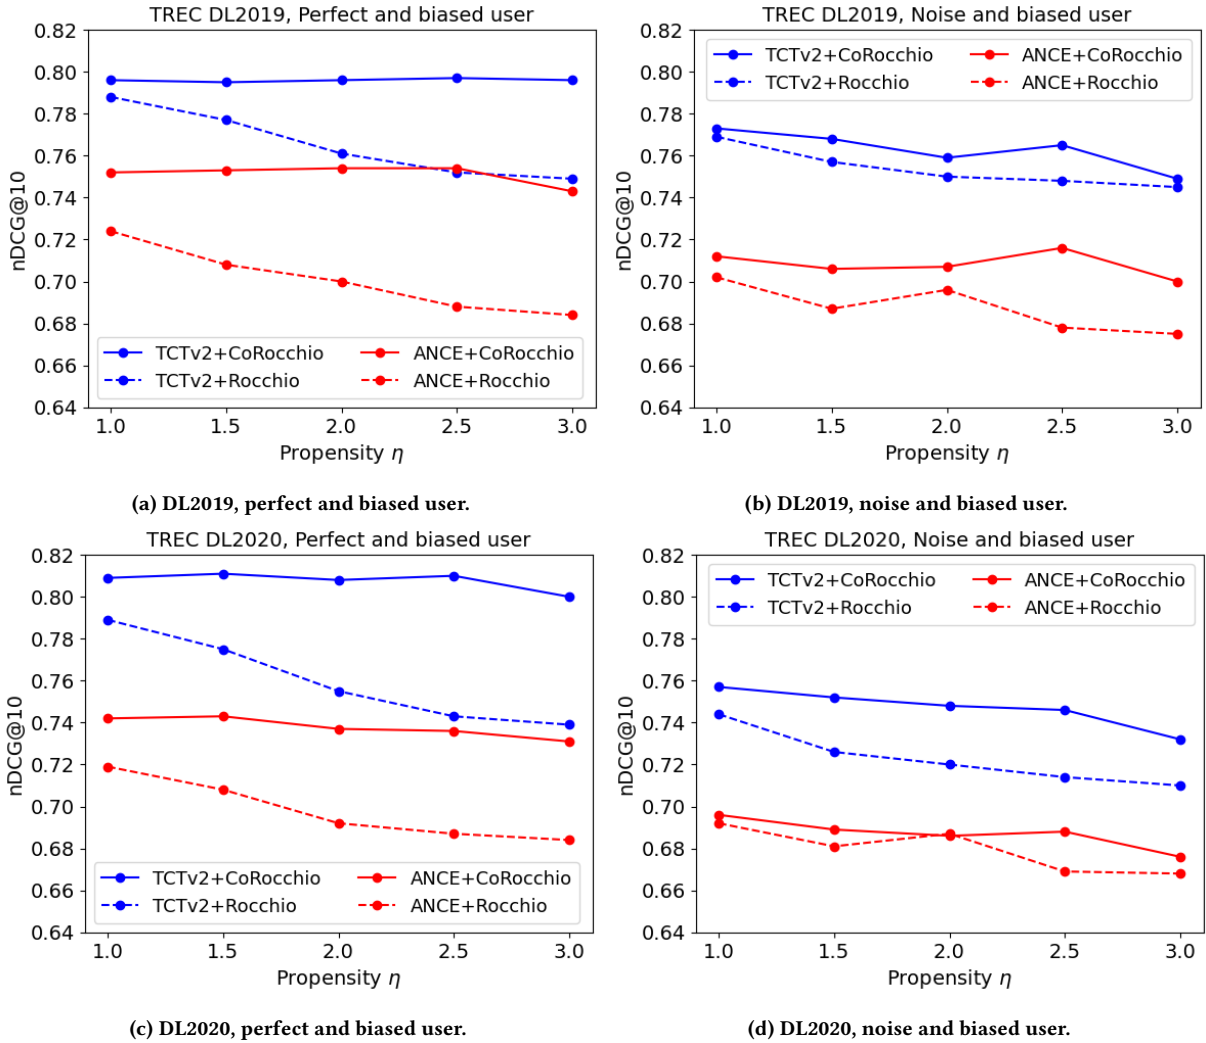 TREC DL2019, Perfect and biased user
0.82
0.80
0.78
0.76
0.74
0.72
0.70
0.68
0.66
0.64
nDCG@10
TCTv2+CoRocchio ANCE+CoRocchio
TCTv2+Rocchio ANCE+Rocchio
1.0 1.5 2.0 2.5 3.0
Propensity η
(a) DL2019, perfect and biased user.
TREC DL2019, Noise and biased user
0.82
0.80
0.78
0.76
0.74
0.72
0.70
0.68
0.66
0.64
nDCG@10
TCTv2+CoRocchio ANCE+CoRocchio
TCTv2+Rocchio ANCE+Rocchio
1.0 1.5 2.0 2.5 3.0
Propensity η
(b) DL2019, noise and biased user.
TREC DL2020, Perfect and biased user
0.82
0.80
0.78
0.76
0.74
0.72
0.70
0.68
0.66
0.64
nDCG@10
TCTv2+CoRocchio ANCE+CoRocchio
TCTv2+Rocchio ANCE+Rocchio
1.0 1.5 2.0 2.5 3.0
Propensity η
(c) DL2020, perfect and biased user.
TREC DL2020, Noise and biased user
0.82
0.80
0.78
0.76
0.74
0.72
0.70
0.68
0.66
0.64
nDCG@10
TCTv2+CoRocchio ANCE+CoRocchio
TCTv2+Rocchio ANCE+Rocchio
1.0 1.5 2.0 2.5 3.0
Propensity η
(d) DL2020, noise and biased user.